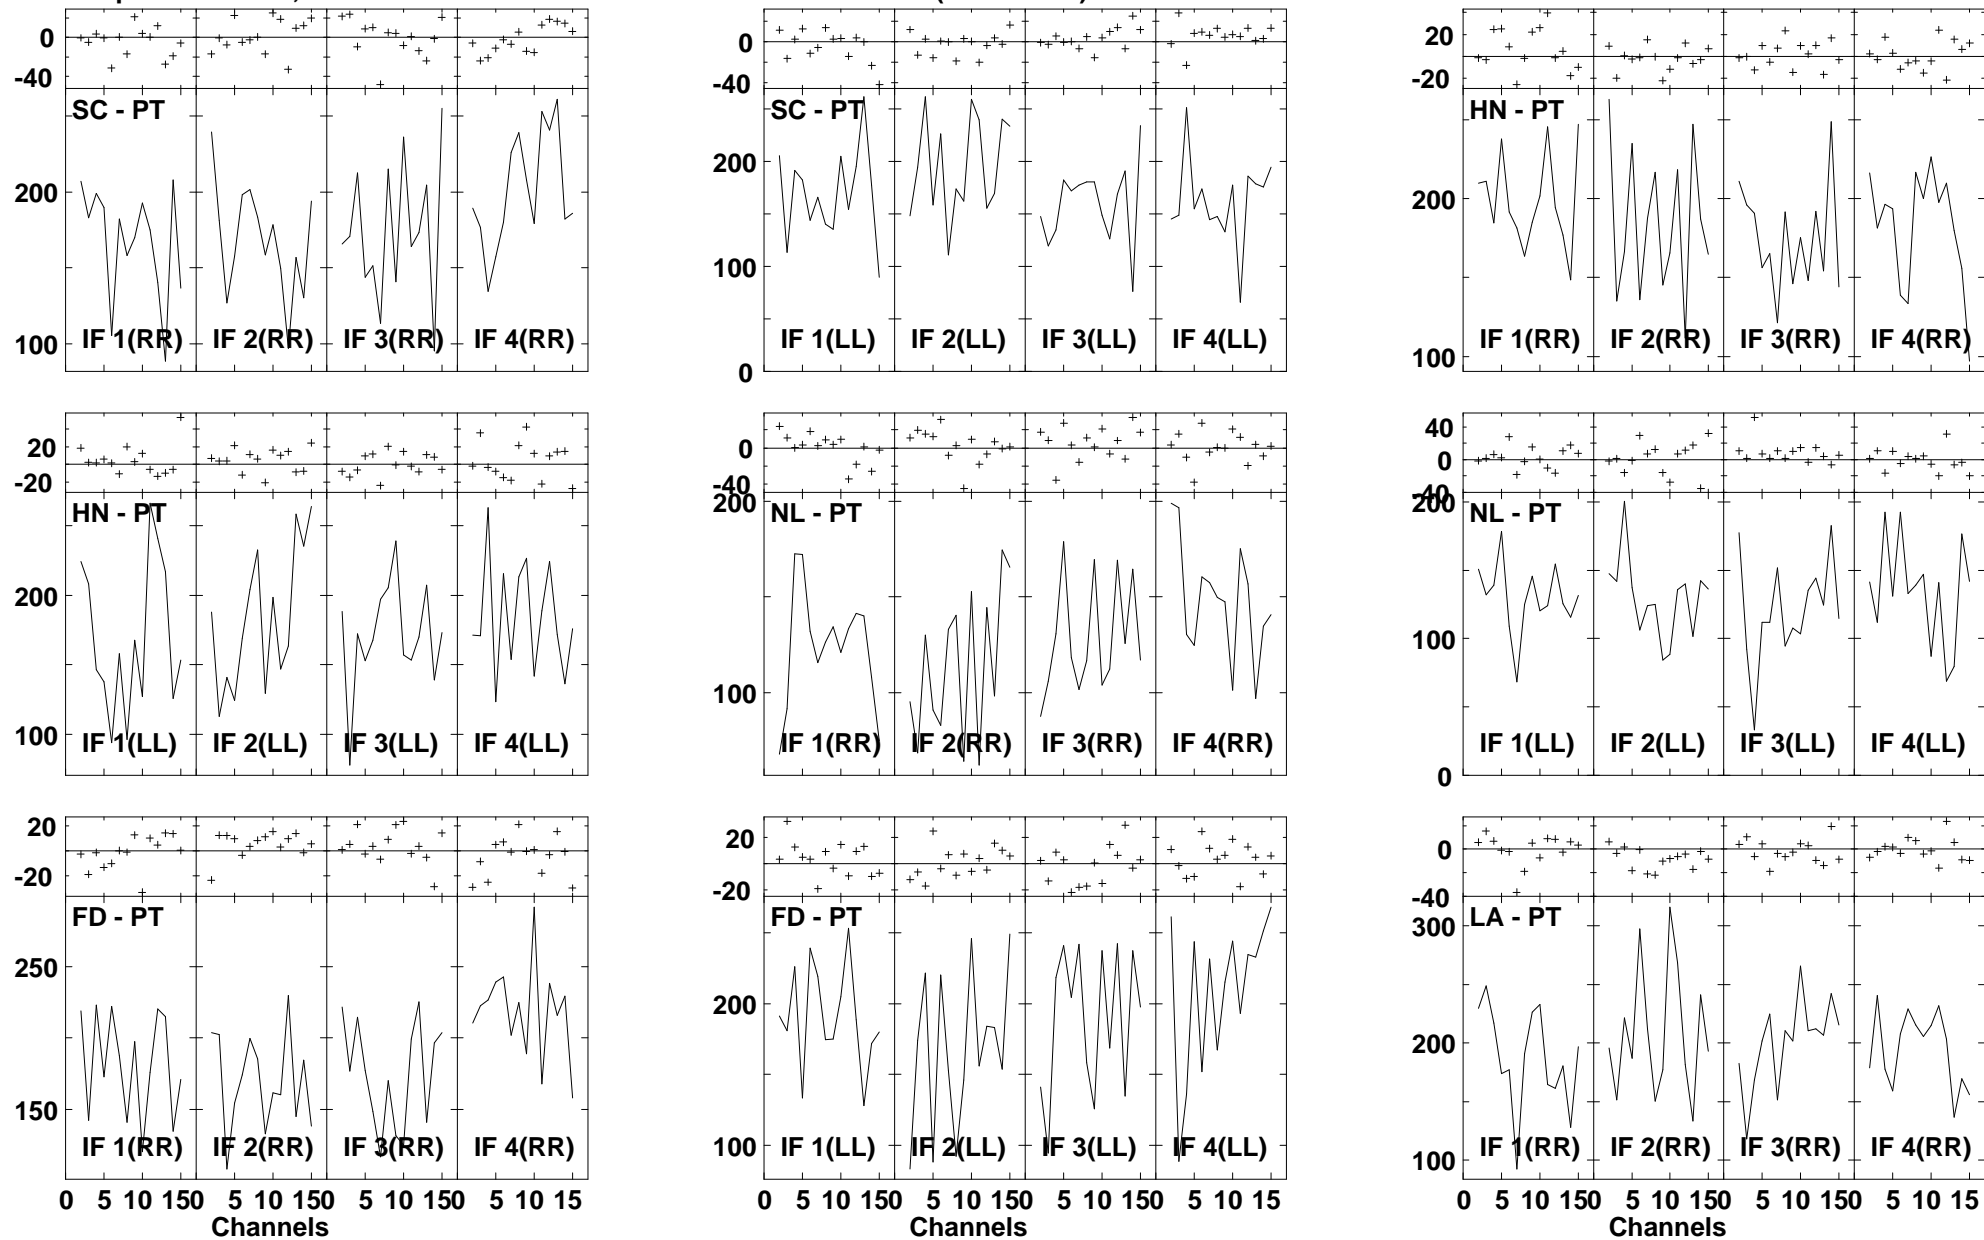 0
-40
SC - PT
200
100
IF 1(RR) IF 2(RR) IF 3(RR) IF 4(RR)
0
-40
SC - PT
200
100
0
IF 1(LL) IF 2(LL) IF 3(LL) IF 4(LL)
20
-20
HN - PT
200
100
IF 1(RR) IF 2(RR) IF 3(RR) IF 4(RR)
20
-20
HN - PT
200
100
IF 1(LL) IF 2(LL) IF 3(LL) IF 4(LL)
0
-40
200
NL - PT
100
IF 1(RR) IF 2(RR) IF 3(RR) IF 4(RR)
40
0
-40
200
NL - PT
100
0
IF 1(LL) IF 2(LL) IF 3(LL) IF 4(LL)
20
-20
FD - PT
250
150
IF 1(RR) IF 2(RR) IF 3(RR) IF 4(RR)
0 5 10 15 0 5 10 15 0 5 10 15 0 5 10 15
Channels
20
-20
FD - PT
200
100
IF 1(LL) IF 2(LL) IF 3(LL) IF 4(LL)
0 5 10 15 0 5 10 15 0 5 10 15 0 5 10 15
Channels
0
-40
300
LA - PT
200
100
IF 1(RR) IF 2(RR) IF 3(RR) IF 4(RR)
0 5 10 15 0 5 10 15 0 5 10 15 0 5 10 15
Channels